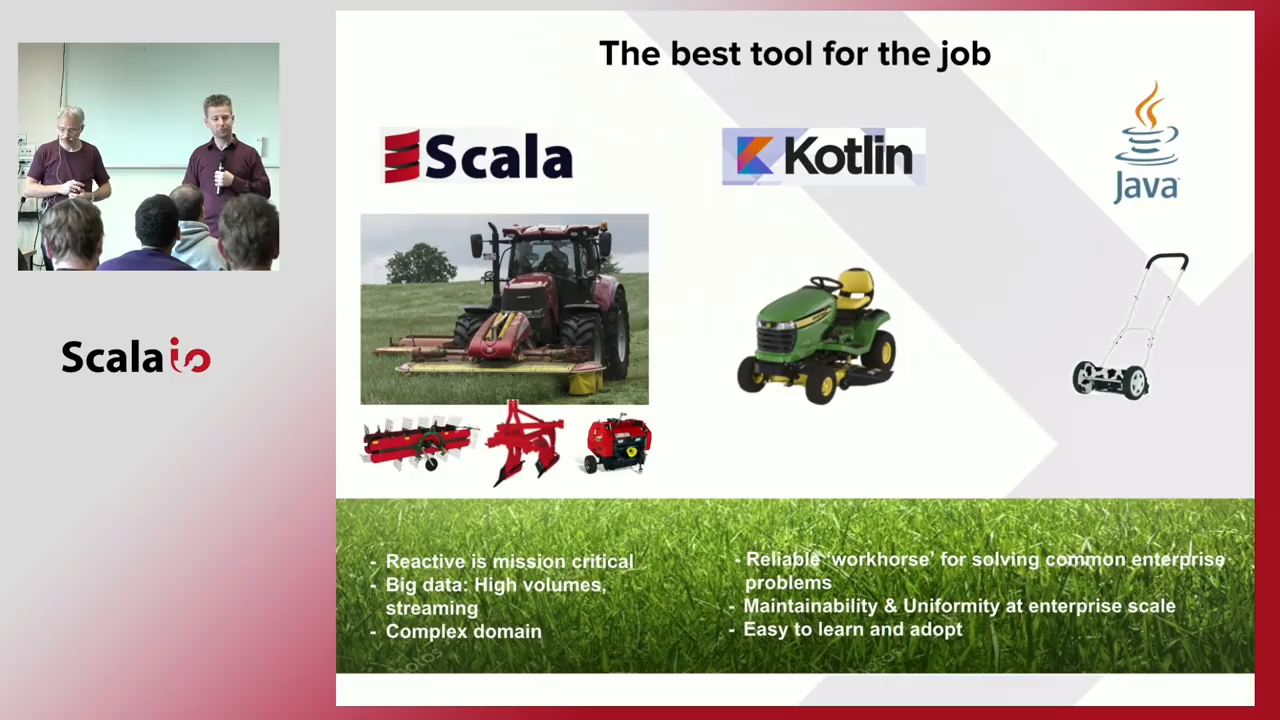 The best tool for the job
Scala
Kotlin
Java
Scala io
- Reactive is mission critical
- Big data: High volumes,
streaming
- Complex domain
- Reliable ‘workhorse’ for solving common enterprise
problems
- Maintainability & Uniformity at enterprise scale
- Easy to learn and adopt